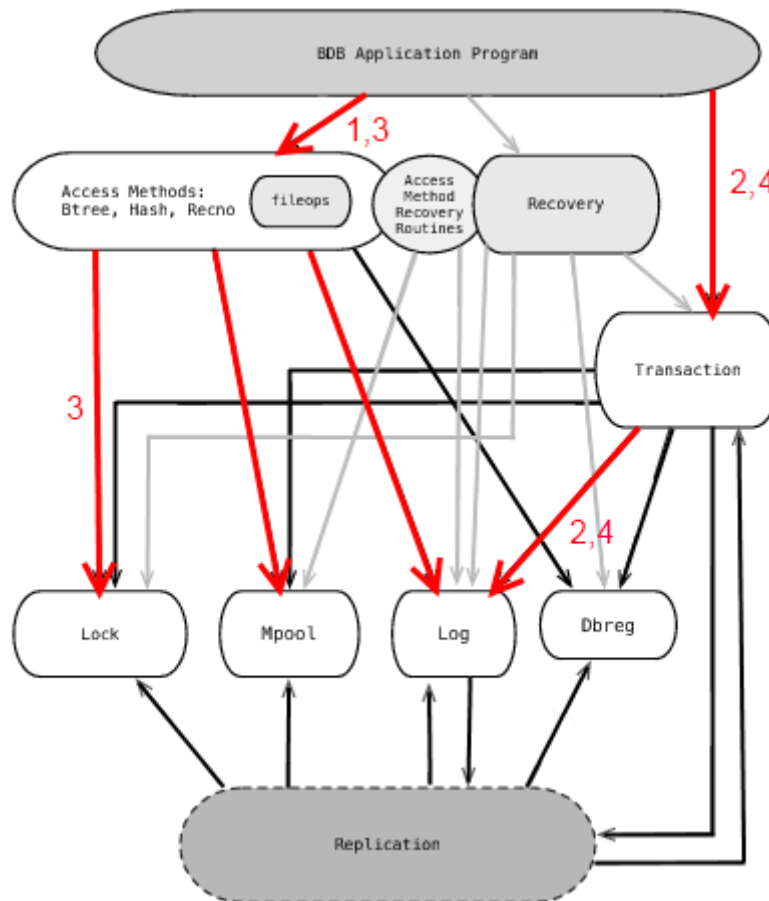 BDB Application Program
1,3
2,4
Access Methods:
Btree, Hash, Recno
fileops
Access
Method
Recovery
Routines
Recovery
Transaction
3
2,4
Lock
Mpool
Log
Dbreg
Replication